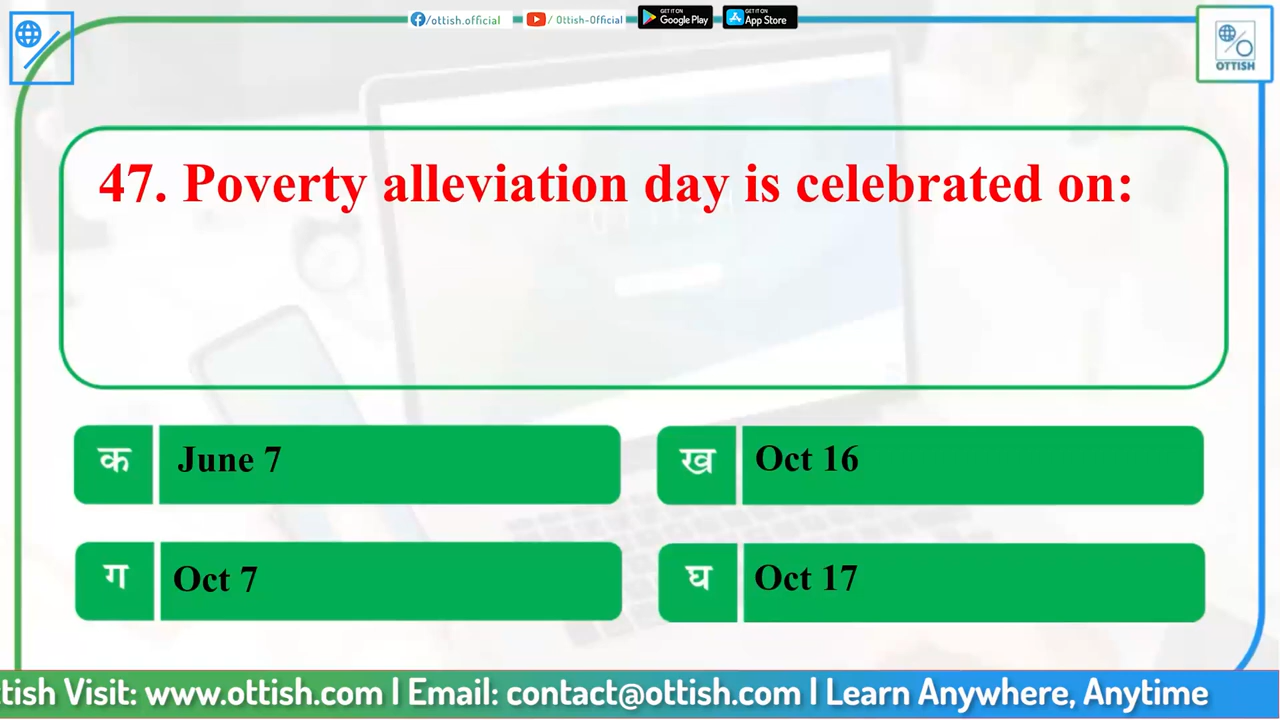 /ottish.official
/ Ottish-Official
GET IT ON
Google Play
GET IT ON
App Store
OTTISH
47. Poverty alleviation day is celebrated on:
क
June 7
ख
Oct 16
ग
Oct 7
घ
Oct 17
tish Visit: www.ottish.com | Email: contact@ottish.com | Learn Anywhere, Anytime